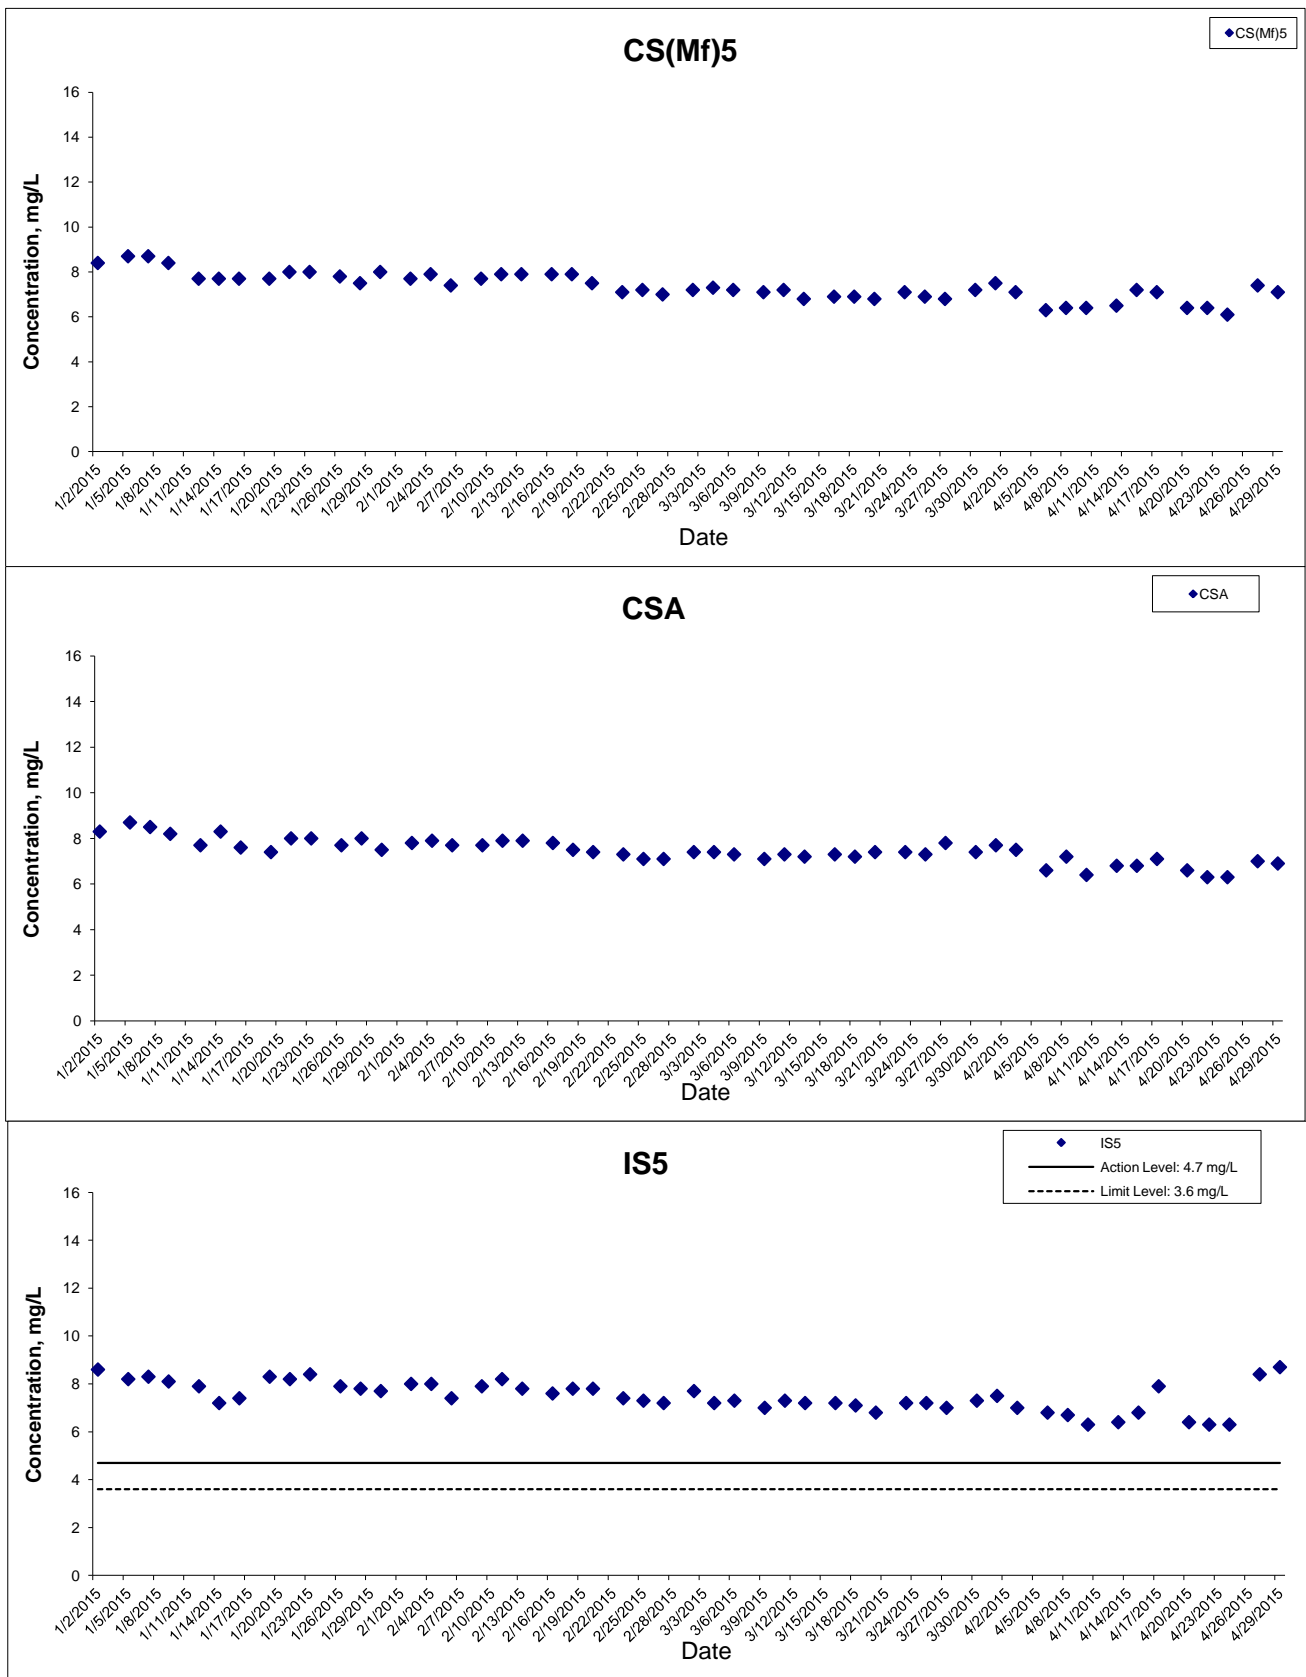 CS(Mf)5
CS(Mf)5
Concentration, mg/L
16
14
12
10
8
6
4
2
0
1/2/2015 1/5/2015 1/8/2015 1/11/2015 1/14/2015 1/17/2015 1/20/2015 1/23/2015 1/26/2015 1/29/2015 2/1/2015 2/4/2015 2/7/2015 2/10/2015 2/13/2015 2/16/2015 2/19/2015 2/22/2015 2/25/2015 2/28/2015 3/3/2015 3/6/2015 3/9/2015 3/12/2015 3/15/2015 3/18/2015 3/21/2015 3/24/2015 3/27/2015 3/30/2015 4/2/2015 4/5/2015 4/8/2015 4/11/2015 4/14/2015 4/17/2015 4/20/2015 4/23/2015 4/26/2015 4/29/2015
Date
CSA
CSA
Concentration, mg/L
16
14
12
10
8
6
4
2
0
1/2/2015 1/5/2015 1/8/2015 1/11/2015 1/14/2015 1/17/2015 1/20/2015 1/23/2015 1/26/2015 1/29/2015 2/1/2015 2/4/2015 2/7/2015 2/10/2015 2/13/2015 2/16/2015 2/19/2015 2/22/2015 2/25/2015 2/28/2015 3/3/2015 3/6/2015 3/9/2015 3/12/2015 3/15/2015 3/18/2015 3/21/2015 3/24/2015 3/27/2015 3/30/2015 4/2/2015 4/5/2015 4/8/2015 4/11/2015 4/14/2015 4/17/2015 4/20/2015 4/23/2015 4/26/2015 4/29/2015
Date
IS5
IS5
Action Level: 4.7 mg/L
Limit Level: 3.6 mg/L
Concentration, mg/L
16
14
12
10
8
6
4
2
0
1/2/2015 1/5/2015 1/8/2015 1/11/2015 1/14/2015 1/17/2015 1/20/2015 1/23/2015 1/26/2015 1/29/2015 2/1/2015 2/4/2015 2/7/2015 2/10/2015 2/13/2015 2/16/2015 2/19/2015 2/22/2015 2/25/2015 2/28/2015 3/3/2015 3/6/2015 3/9/2015 3/12/2015 3/15/2015 3/18/2015 3/21/2015 3/24/2015 3/27/2015 3/30/2015 4/2/2015 4/5/2015 4/8/2015 4/11/2015 4/14/2015 4/17/2015 4/20/2015 4/23/2015 4/26/2015 4/29/2015
Date